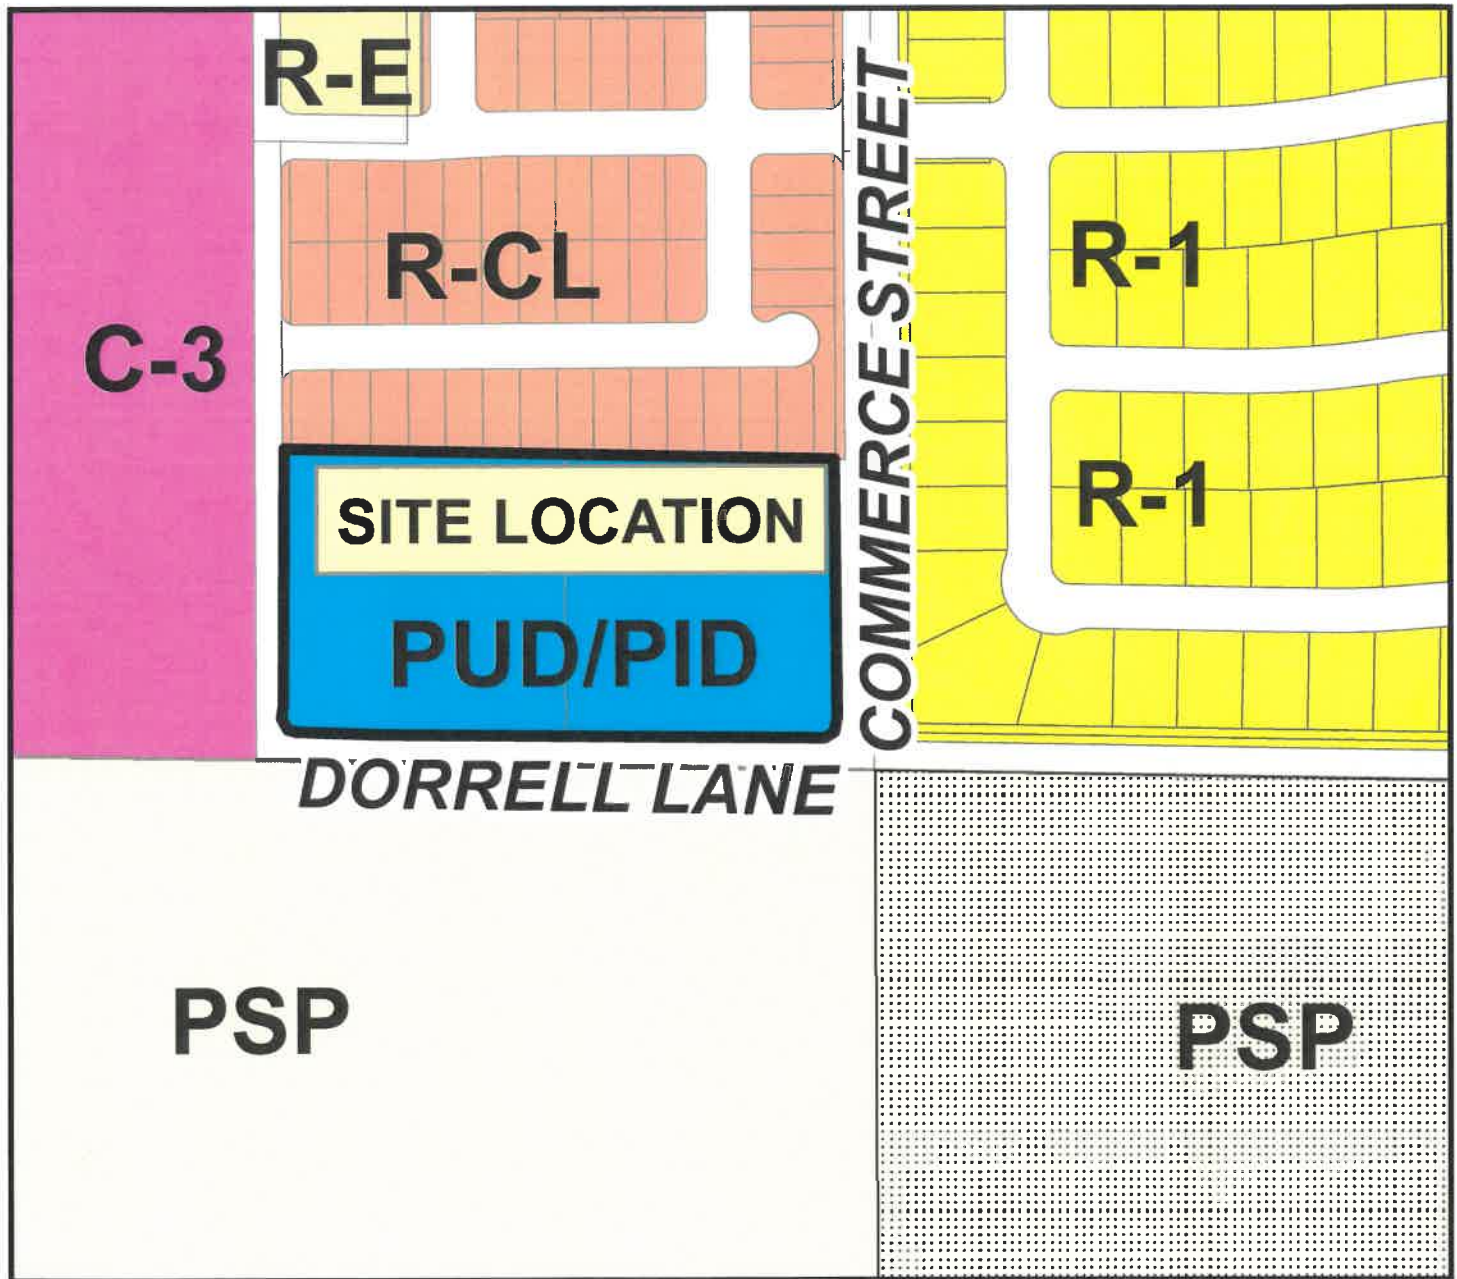 R-E
R-CL
R-1
C-3
COMMERCE STREET
R-1
SITE LOCATION
PUD/PID
DORRELL LANE
PSP
PSP